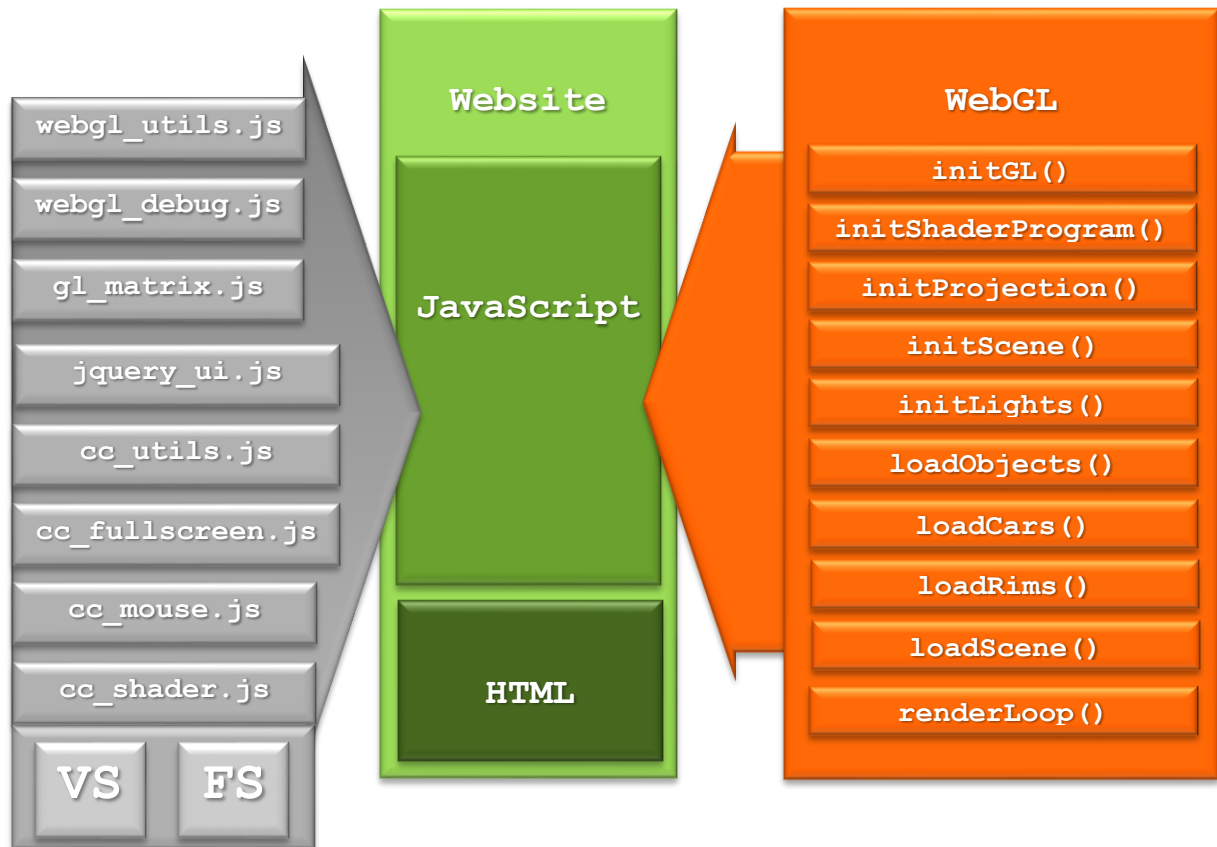 webgl_utils.js
webgl_debug.js
gl_matrix.js
jquery_ui.js
cc_utils.js
cc_fullscreen.js
cc_mouse.js
cc_shader.js
VS FS
Website
JavaScript
HTML
WebGL
initGL()
initShaderProgram()
initProjection()
initScene()
initLights()
loadObjects()
loadCars()
loadRims()
loadScene()
renderLoop()